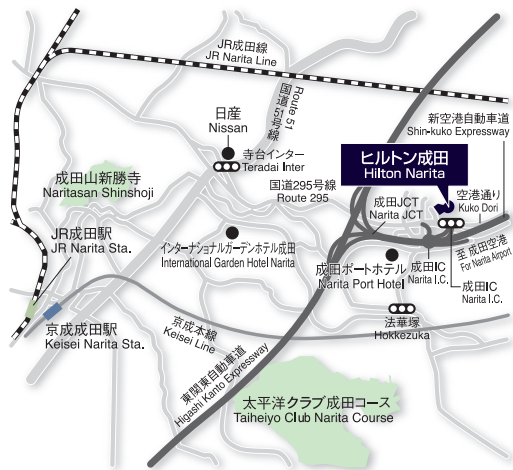 JR成田線
JR Narita Line
Route 51
国道51号線
日産
Nissan
新空港自動車道
Shin-kuko Expressway
寺台インター
Teradai Inter
ヒルトン成田
Hilton Narita
成田山新勝寺
Naritasan Shinshoji
国道295号線
Route 295
成田JCT
Narita JCT
空港通り
Kuko Dori
JR成田駅
JR Narita Sta.
インターナショナルガーデンホテル成田
International Garden Hotel Narita
成田ポートホテル
Narita Port Hotel
成田IC
Narita I.C.
至 成田空港
For Narita Airport
成田IC
Narita I.C.
京成成田駅
Keisei Narita Sta.
京成本線
Keisei Line
法華塚
Hokkezuka
東関東自動車道
Higashi Kanto Expressway
太平洋クラブ成田コース
Taiheiyo Club Narita Course